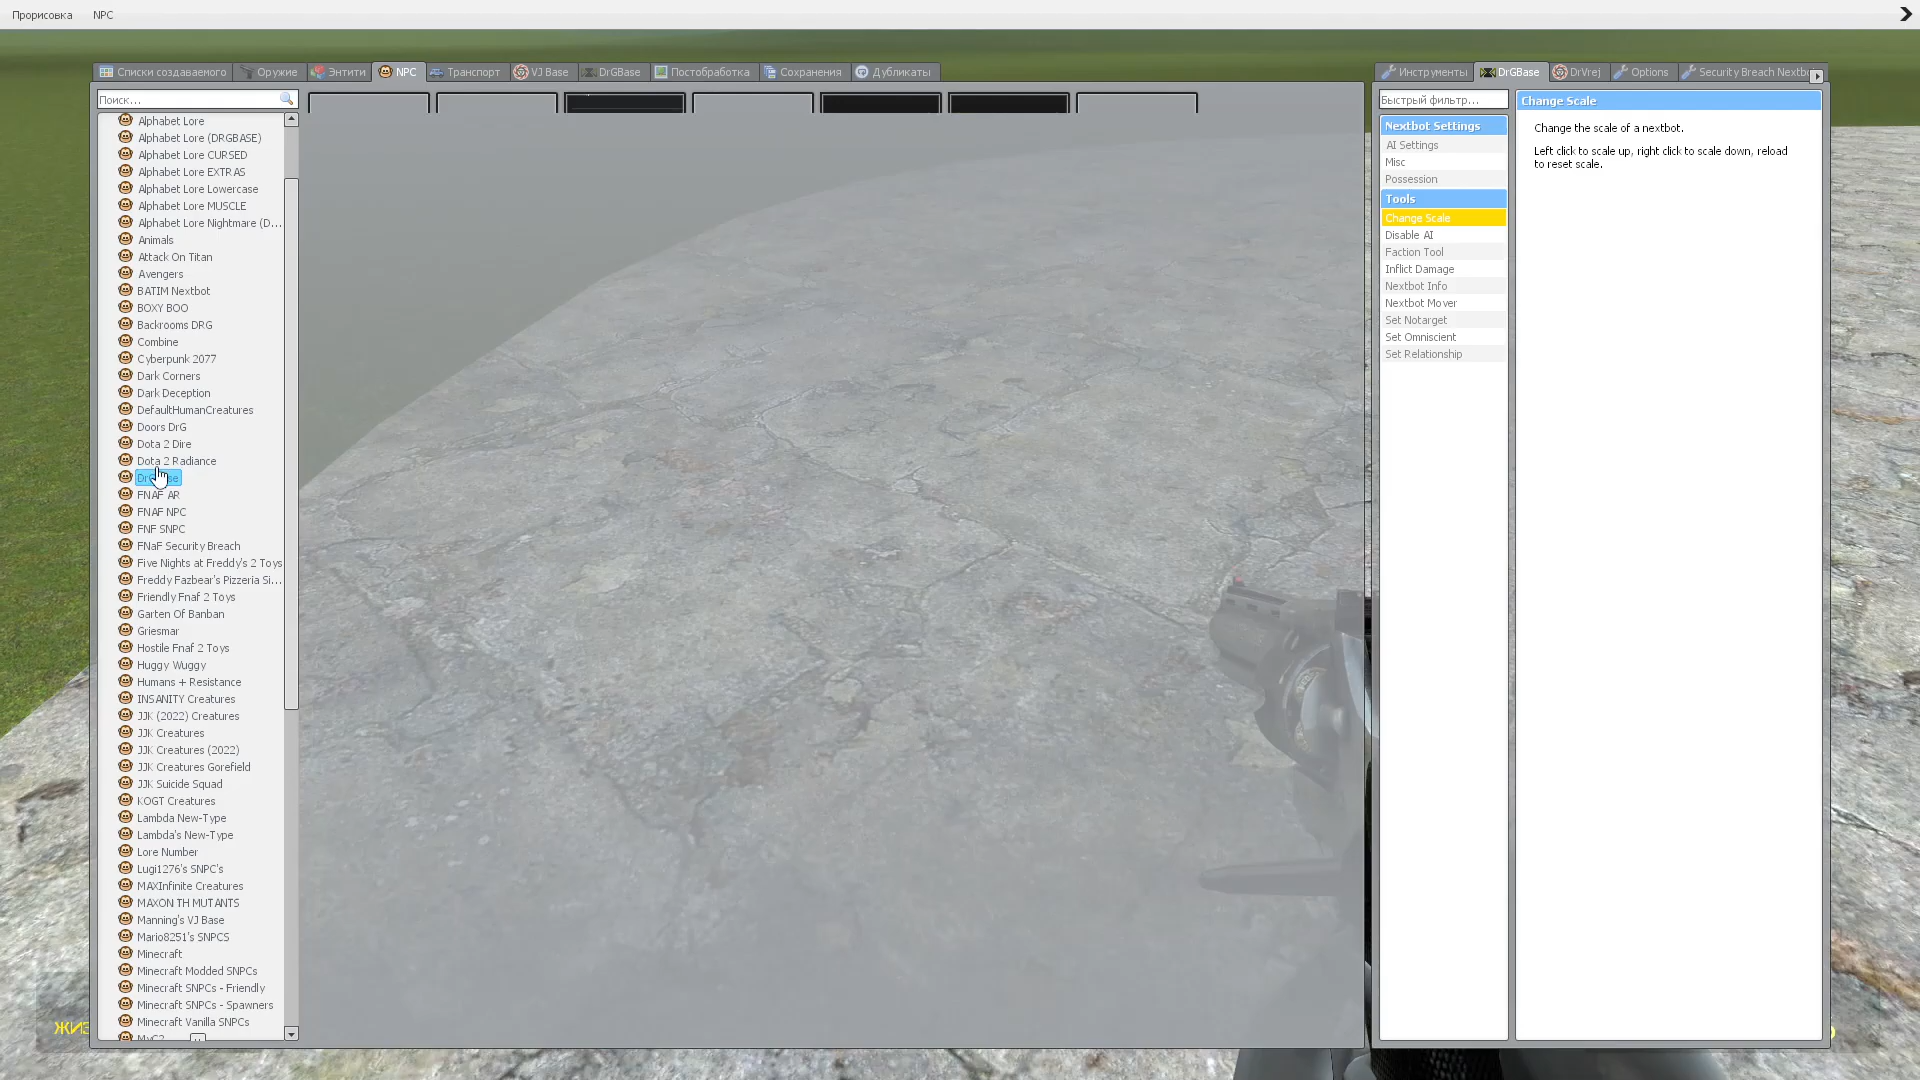 Прорисовка NPC
Списки создаваемого Оружие Энтити NPC Транспорт VJ Base DrGBase Постобработка Сохранения Дубликаты
Инструменты DrGBase DrVrej Options Security Breach Nextbo
Поиск...
Alphabet Lore
Alphabet Lore (DRGBASE)
Alphabet Lore CURSED
Alphabet Lore EXTRAS
Alphabet Lore Lowercase
Alphabet Lore MUSCLE
Alphabet Lore Nightmare (D...
Animals
Attack On Titan
Avengers
BATIM Nextbot
BOXY BOO
Backrooms DRG
Combine
Cyberpunk 2077
Dark Corners
Dark Deception
DefaultHumanCreatures
Doors DrG
Dota 2 Dire
Dota 2 Radiance
FNAF AR
FNAF NPC
FNF SNPC
FNaF Security Breach
Five Nights at Freddy's 2 Toys
Freddy Fazbear's Pizzeria Si...
Friendly Fnaf 2 Toys
Garten Of Banban
Griesmar
Hostile Fnaf 2 Toys
Huggy Wuggy
Humans + Resistance
INSANITY Creatures
JJK (2022) Creatures
JJK Creatures
JJK Creatures (2022)
JJK Creatures Gorefield
JJK Suicide Squad
KOGT Creatures
Lambda New-Type
Lambda's New-Type
Lore Number
Lugi1276's SNPC's
MAXInfinite Creatures
MAXON TH MUTANTS
Manning's VJ Base
Mario8251's SNPCS
Minecraft
Minecraft Modded SNPCs
Minecraft SNPCs - Friendly
Minecraft SNPCs - Spawners
Minecraft Vanilla SNPCs
ЖИЗ
Быстрый фильтр...
Nextbot Settings
AI Settings
Misc
Possession
Tools
Change Scale
Disable AI
Faction Tool
Inflict Damage
Nextbot Info
Nextbot Mover
Set Notarget
Set Omniscient
Set Relationship
Change Scale
Change the scale of a nextbot.
Left click to scale up, right click to scale down, reload
to reset scale.